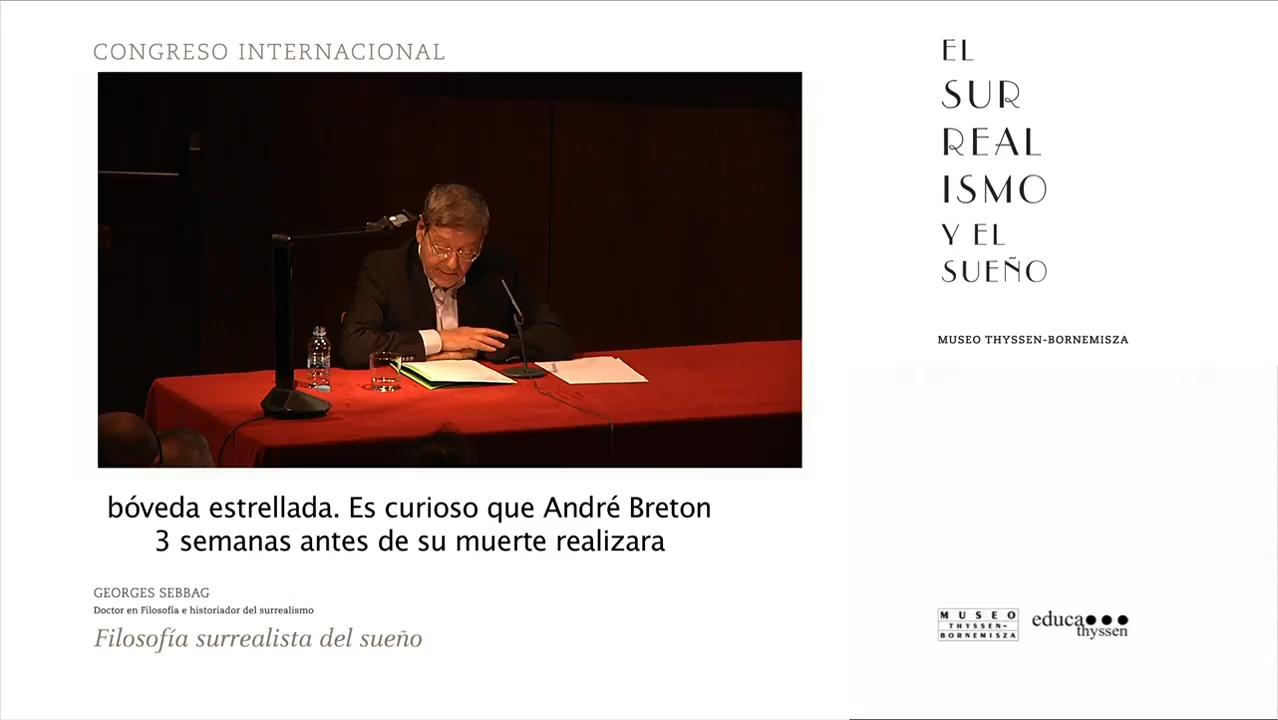 CONGRESO INTERNACIONAL
bóveda estrellada. Es curioso que André Breton
3 semanas antes de su muerte realizara
GEORGES SEBBAG
Doctor en Filosofía e historiador del surrealismo
Filosofía surrealista del sueño
EL
SUR
REAL
ISMO
Y EL
SUEÑO
MUSEO THYSSEN-BORNEMISZA
MUSEO
THYSSEN-
BORNEMISZA
educa
thyssen